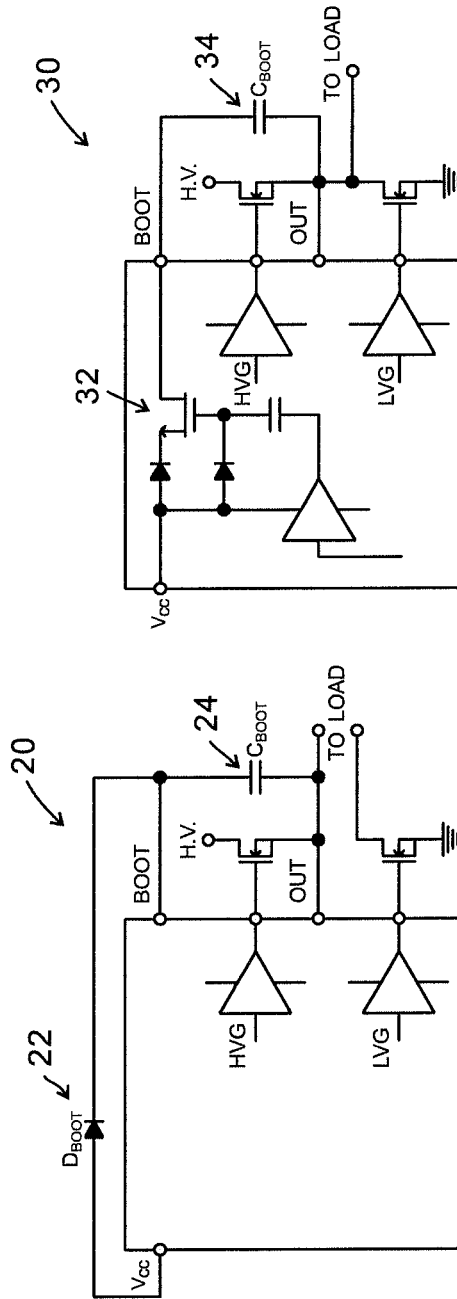 20
22
D_BOOT
V_CC
BOOT
24
C_BOOT
H.V.
HVG
OUT
TO LOAD
LVG
30
32
V_CC
BOOT
34
C_BOOT
H.V.
HVG
OUT
TO LOAD
LVG